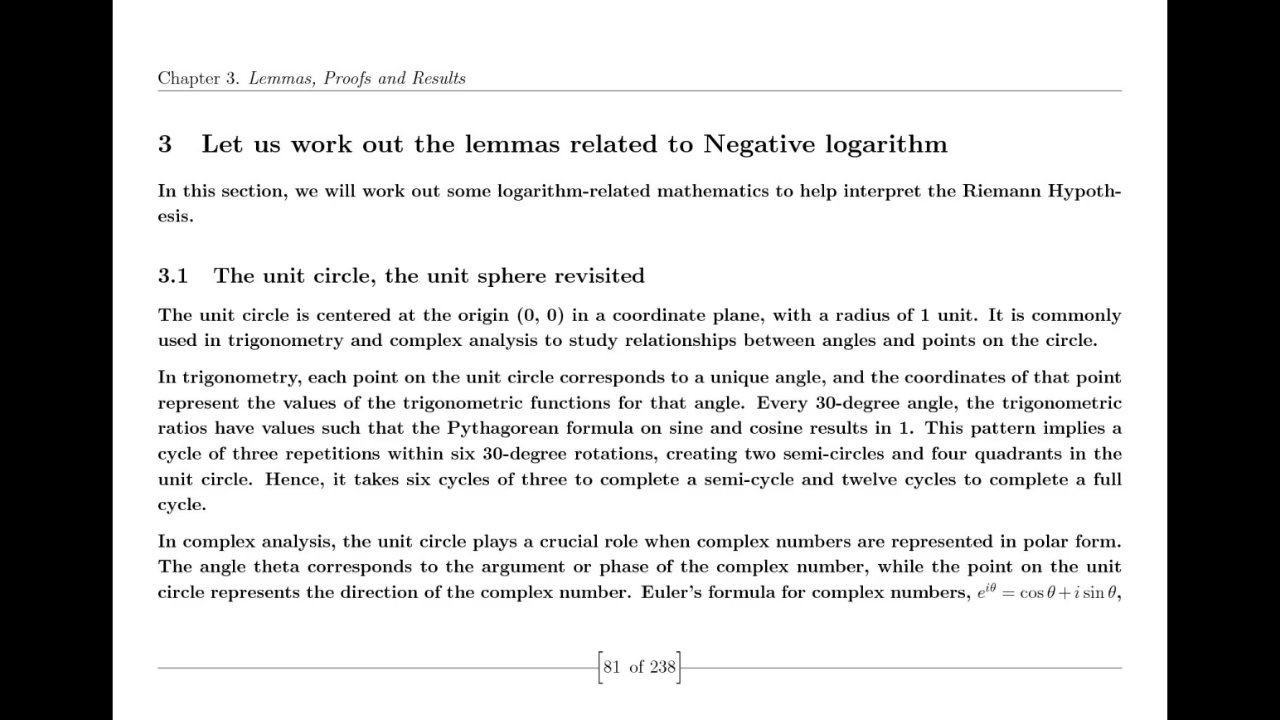 Chapter 3. Lemmas, Proofs and Results
3 Let us work out the lemmas related to Negative logarithm
In this section, we will work out some logarithm-related mathematics to help interpret the Riemann Hypoth-
esis.
3.1 The unit circle, the unit sphere revisited
The unit circle is centered at the origin (0, 0) in a coordinate plane, with a radius of 1 unit. It is commonly
used in trigonometry and complex analysis to study relationships between angles and points on the circle.
In trigonometry, each point on the unit circle corresponds to a unique angle, and the coordinates of that point
represent the values of the trigonometric functions for that angle. Every 30-degree angle, the trigonometric
ratios have values such that the Pythagorean formula on sine and cosine results in 1. This pattern implies a
cycle of three repetitions within six 30-degree rotations, creating two semi-circles and four quadrants in the
unit circle. Hence, it takes six cycles of three to complete a semi-cycle and twelve cycles to complete a full
cycle.
In complex analysis, the unit circle plays a crucial role when complex numbers are represented in polar form.
The angle theta corresponds to the argument or phase of the complex number, while the point on the unit
circle represents the direction of the complex number. Euler's formula for complex numbers, e^{iθ} = cos θ + i sin θ,
81 of 238